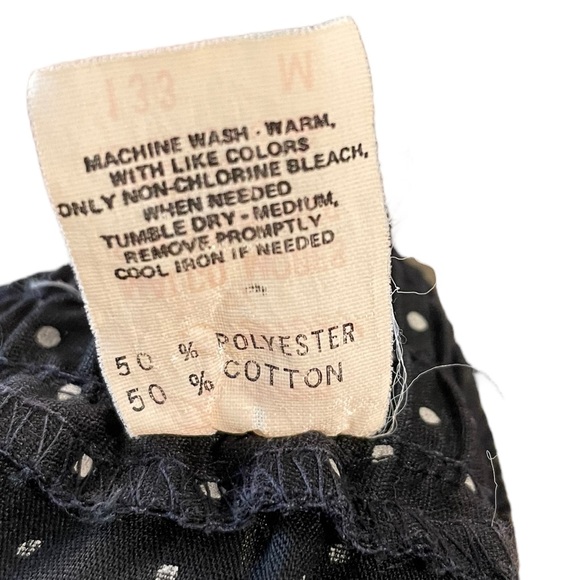 133 M
MACHINE WASH - WARM,
WITH LIKE COLORS
ONLY NON-CHLORINE BLEACH,
WHEN NEEDED
TUMBLE DRY - MEDIUM,
REMOVE PROMPTLY
COOL IRON IF NEEDED
50 % POLYESTER
50 % COTTON